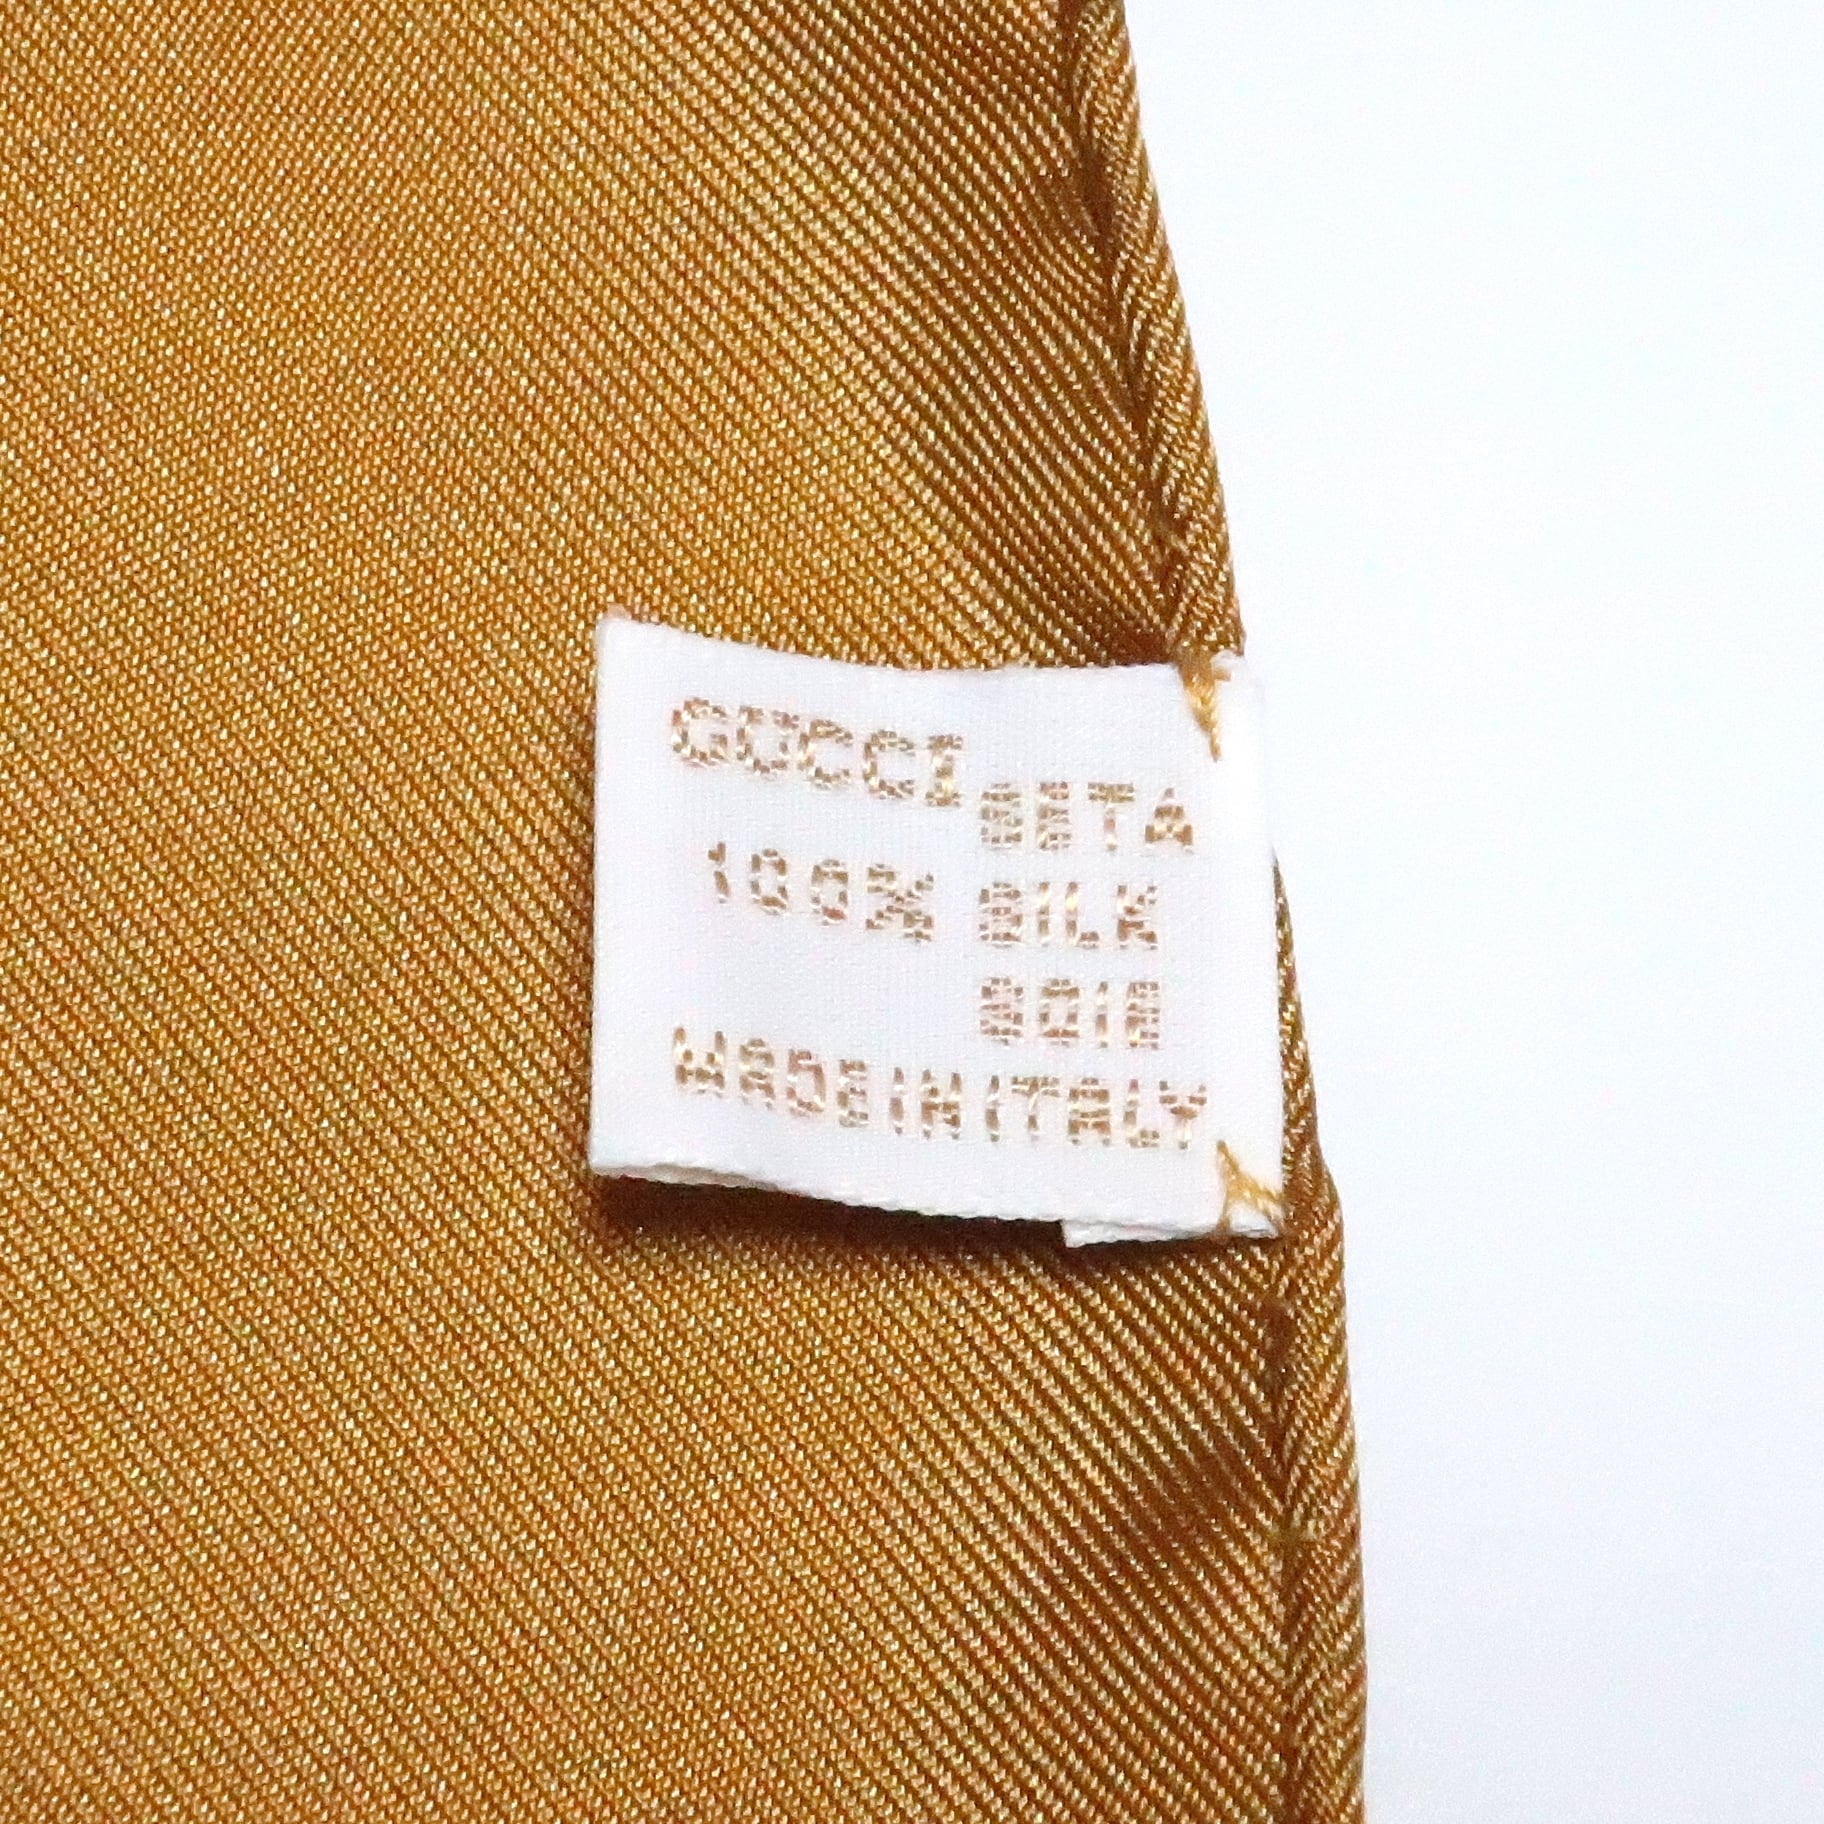 GUCCI
SETA
100% SILK
SOIE
MADE IN ITALY